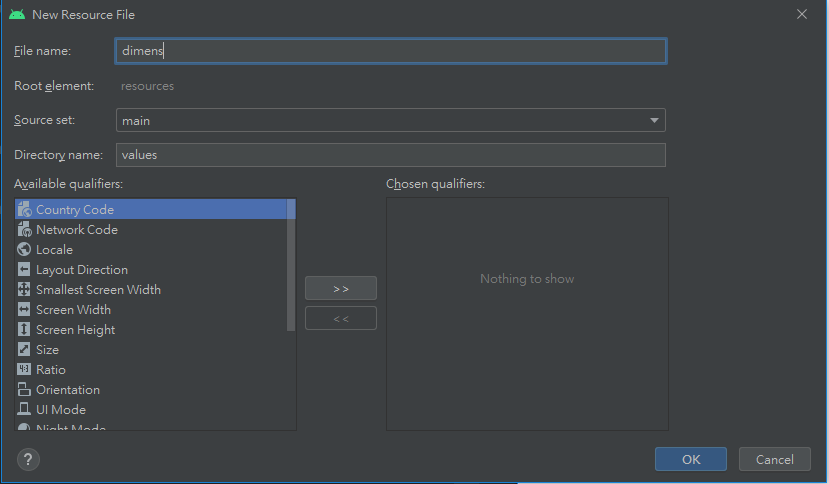 New Resource File
File name: dimens
Root element: resources
Source set: main
Directory name: values
Available qualifiers: Chosen qualifiers:
Country Code
Network Code
Locale
Layout Direction
Smallest Screen Width
Screen Width
Screen Height
Size
Ratio
Orientation
UI Mode
Night Mode
>>
<<
Nothing to show
?
OK Cancel